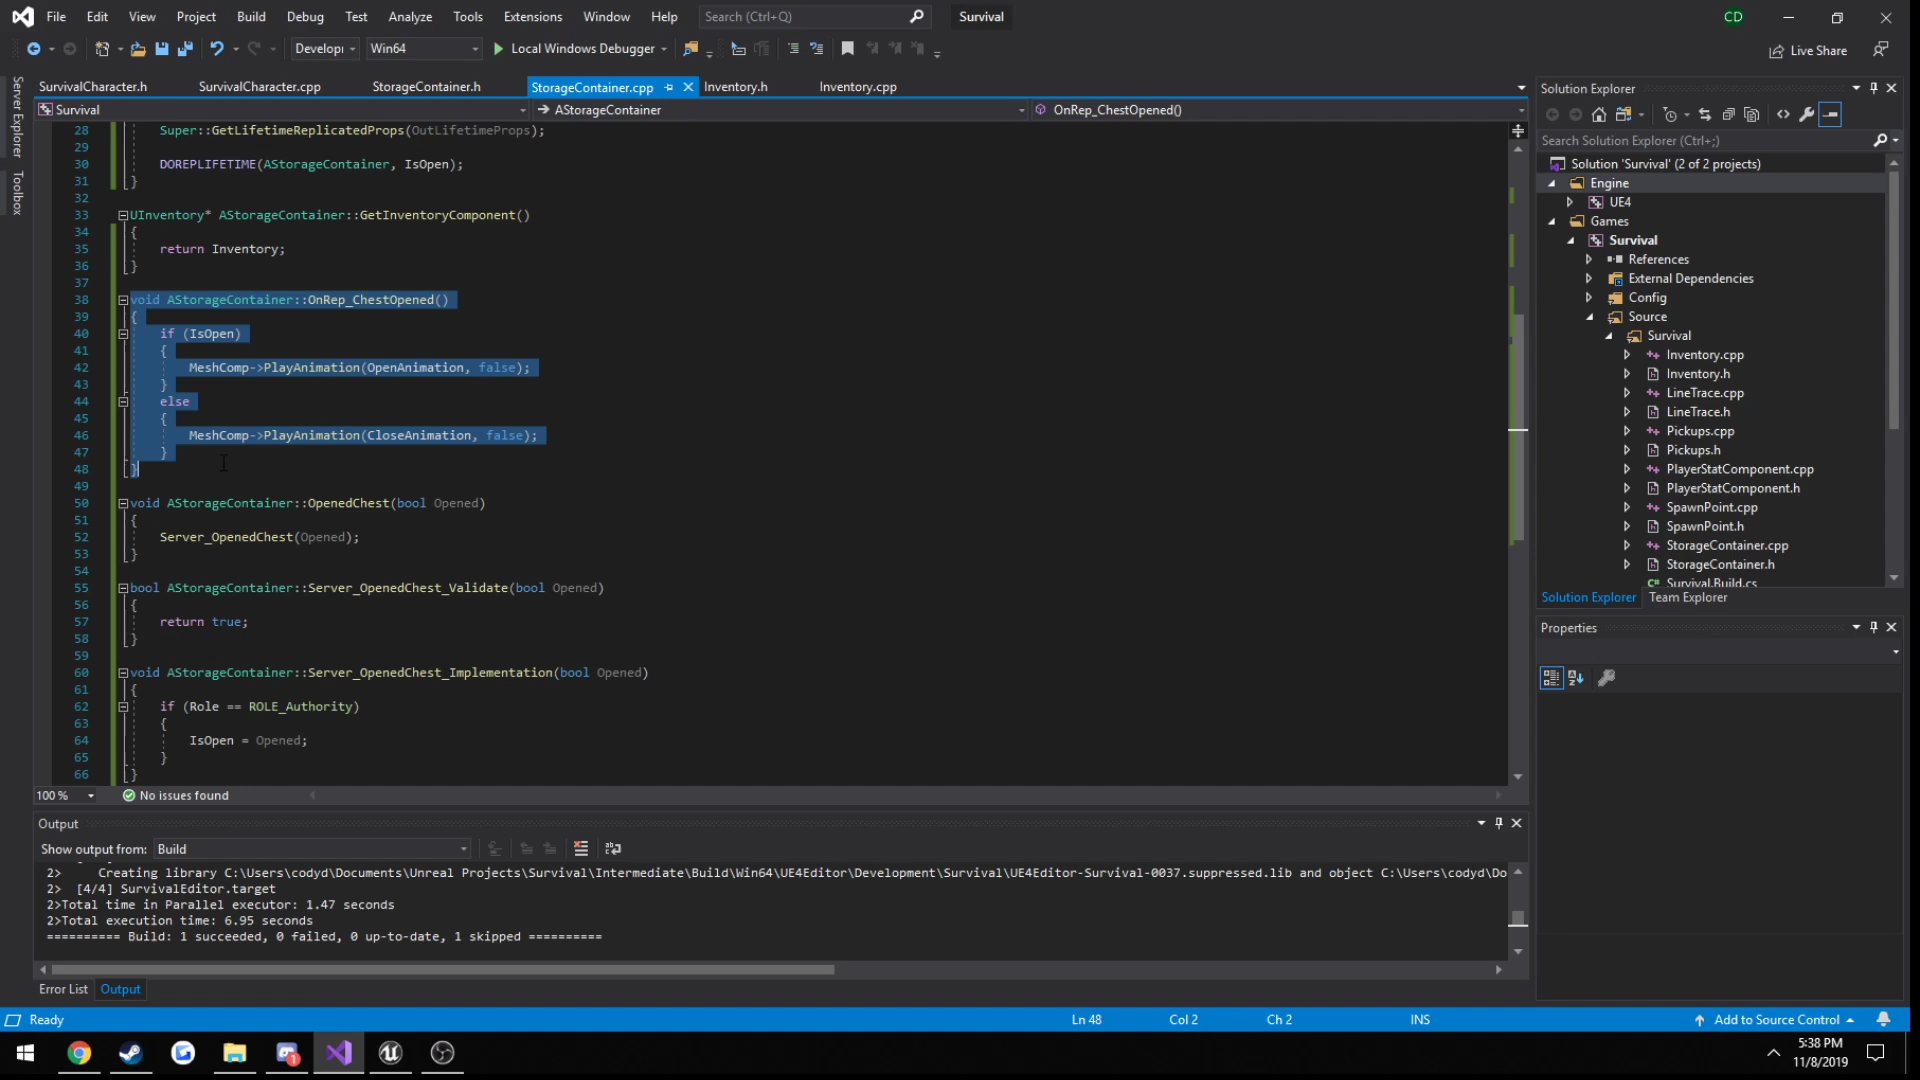 File Edit View Project Build Debug Test Analyze Tools Extensions Window Help Search (Ctrl+Q) Survival CD
Developı Win64 Local Windows Debugger Live Share
SurvivalCharacter.h SurvivalCharacter.cpp StorageContainer.h StorageContainer.cpp Inventory.h Inventory.cpp
Survival AStorageContainer OnRep_ChestOpened()
Server Explorer
Toolbox
28 Super::GetLifetimeReplicatedProps(OutLifetimeProps);
29
30 DOREPLIFETIME(AStorageContainer, IsOpen);
31 }
32
33 UInventory* AStorageContainer::GetInventoryComponent()
34 {
35 return Inventory;
36 }
37
38 void AStorageContainer::OnRep_ChestOpened()
39 {
40 if (IsOpen)
41 {
42 MeshComp->PlayAnimation(OpenAnimation, false);
43 }
44 else
45 {
46 MeshComp->PlayAnimation(CloseAnimation, false);
47 }
48 }
49
50 void AStorageContainer::OpenedChest(bool Opened)
51 {
52 Server_OpenedChest(Opened);
53 }
54
55 bool AStorageContainer::Server_OpenedChest_Validate(bool Opened)
56 {
57 return true;
58 }
59
60 void AStorageContainer::Server_OpenedChest_Implementation(bool Opened)
61 {
62 if (Role == ROLE_Authority)
63 {
64 IsOpen = Opened;
65 }
66 }
100 % No issues found
Output
Show output from: Build
2> Creating library C:\Users\codyd\Documents\Unreal Projects\Survival\Intermediate\Build\Win64\UE4Editor\Development\Survival\UE4Editor-Survival-0037.suppressed.lib and object C:\Users\codyd\Do
2> [4/4] SurvivalEditor.target
2>Total time in Parallel executor: 1.47 seconds
2>Total execution time: 6.95 seconds
========== Build: 1 succeeded, 0 failed, 0 up-to-date, 1 skipped ==========
Error List Output
Solution Explorer
Search Solution Explorer (Ctrl+;)
Solution 'Survival' (2 of 2 projects)
Engine
UE4
Games
Survival
References
External Dependencies
Config
Source
Survival
Inventory.cpp
Inventory.h
LineTrace.cpp
LineTrace.h
Pickups.cpp
Pickups.h
PlayerStatComponent.cpp
PlayerStatComponent.h
SpawnPoint.cpp
SpawnPoint.h
StorageContainer.cpp
StorageContainer.h
C# Survival.Build.cs
Solution Explorer Team Explorer
Properties
Ready Ln 48 Col 2 Ch 2 INS Add to Source Control
5:38 PM
11/8/2019